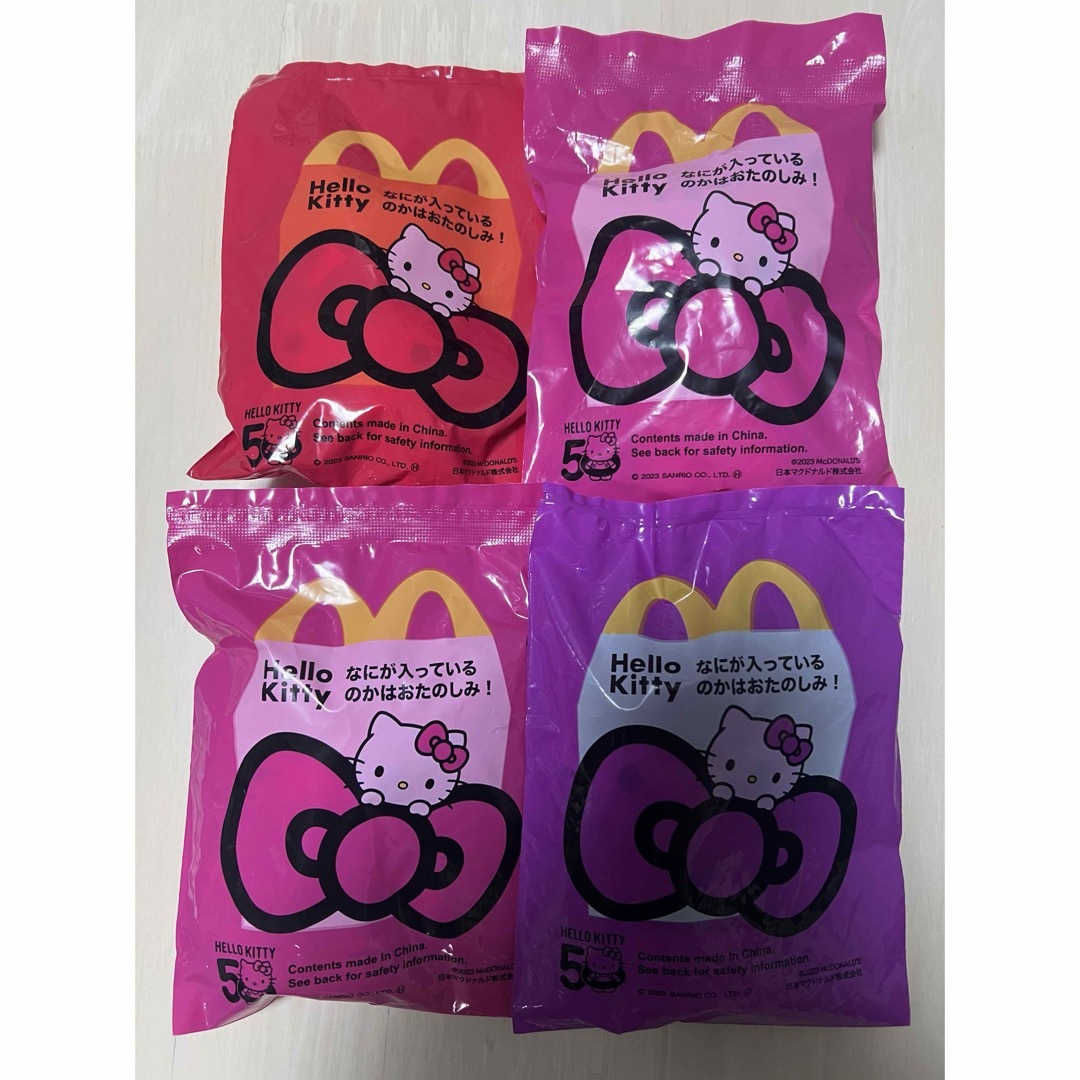 Hello
Kitty
なにが入っている
のかはおたのしみ！
HELLO KITTY
50
Contents made in China.
See back for safety information.
© 2023 SANRIO CO., LTD. Ⓗ
©2023 McDONALD'S
日本マクドナルド株式会社
Hello
Kitty
なにが入っている
のかはおたのしみ！
HELLO KITTY
50
Contents made in China.
See back for safety information.
© 2023 SANRIO CO., LTD. Ⓗ
©2023 McDONALD'S
日本マクドナルド株式会社
Hello
Kitty
なにが入っている
のかはおたのしみ！
HELLO KITTY
50
Contents made in China.
See back for safety information.
© 2023 SANRIO CO., LTD. Ⓗ
©2023 McDONALD'S
日本マクドナルド株式会社
Hello
Kitty
なにが入っている
のかはおたのしみ！
HELLO KITTY
50
Contents made in China.
See back for safety information.
© 2023 SANRIO CO., LTD. Ⓗ
©2023 McDONALD'S
日本マクドナルド株式会社